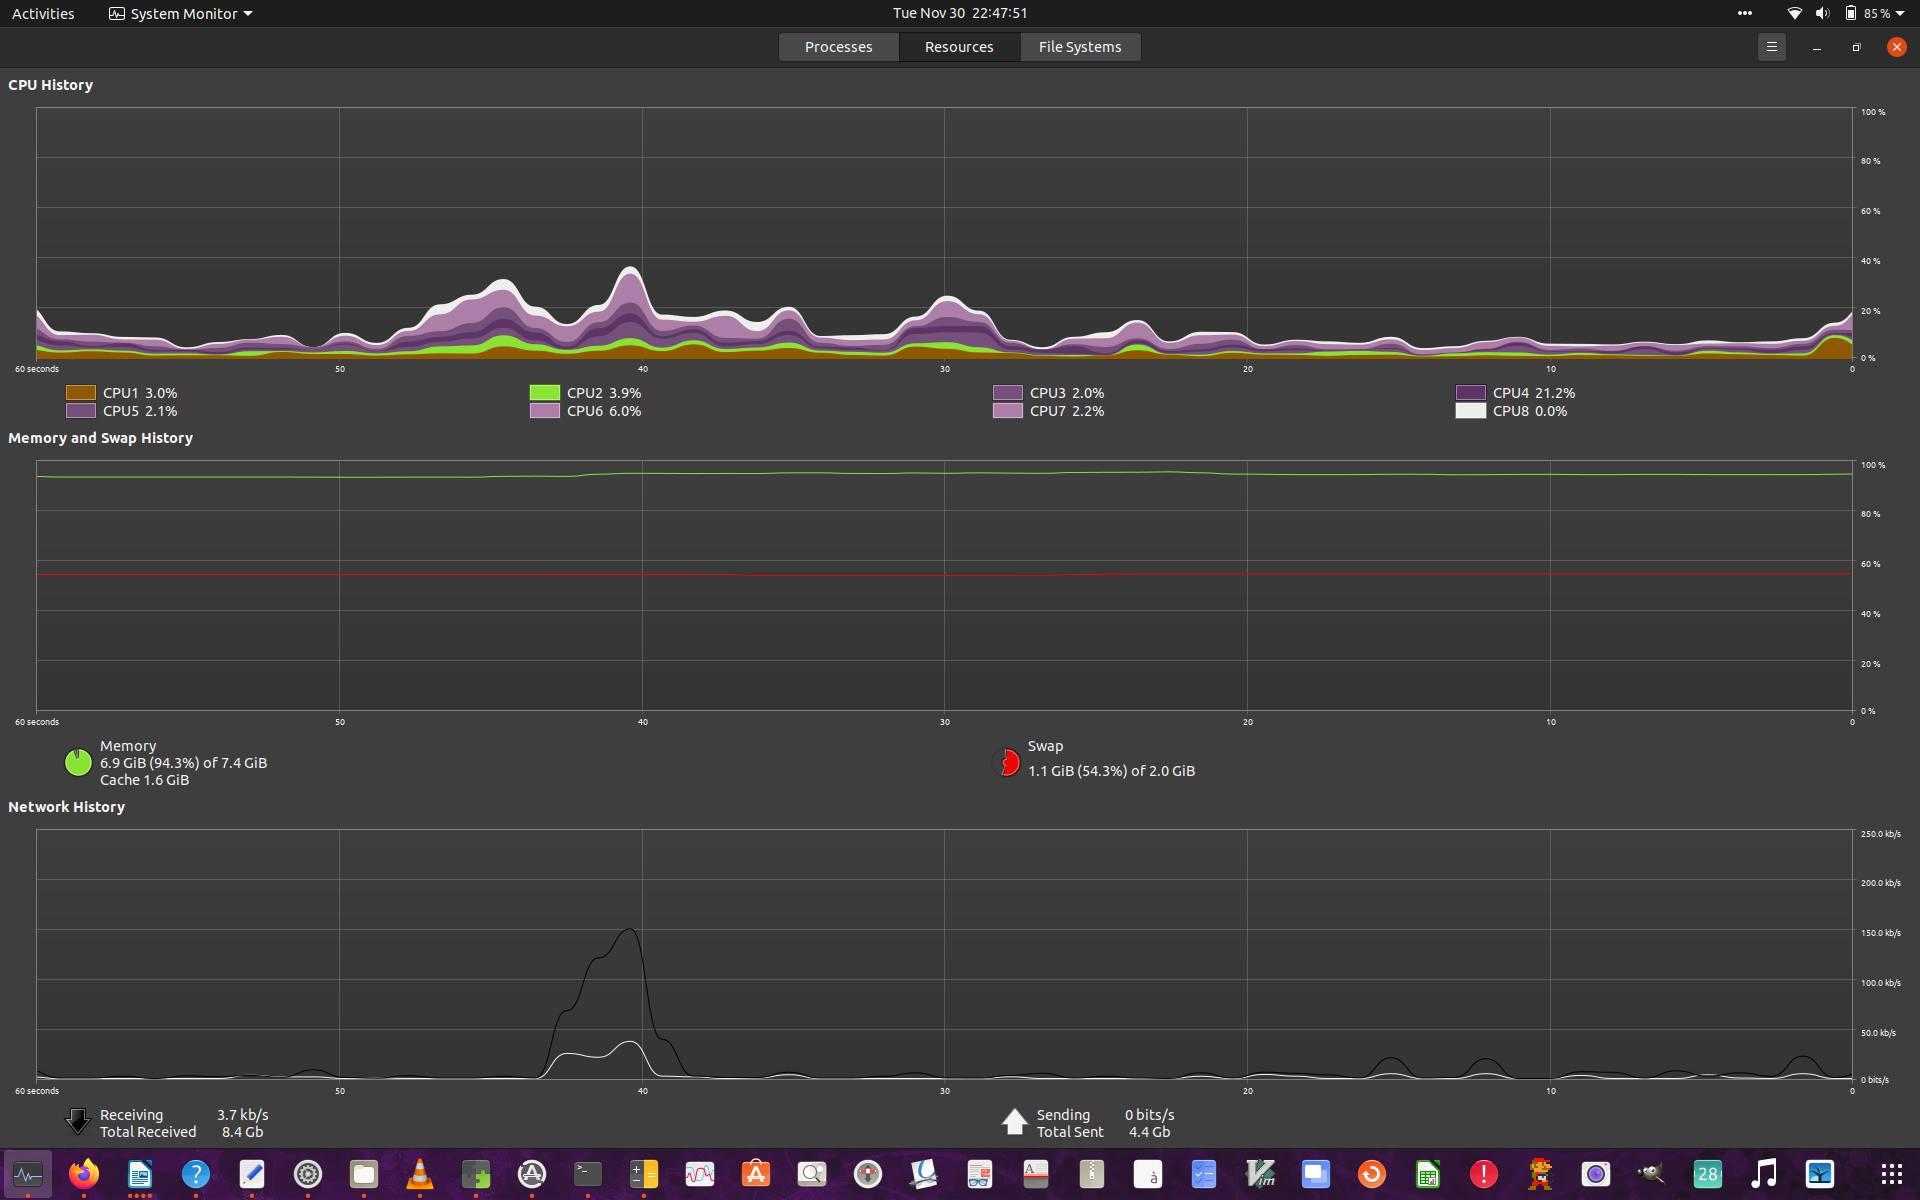 Activities System Monitor Tue Nov 30 22:47:51 85 %
Processes Resources File Systems
CPU History
100 %
80 %
60 %
40 %
20 %
0 %
60 seconds 50 40 30 20 10 0
CPU1 3.0% CPU2 3.9% CPU3 2.0% CPU4 21.2%
CPU5 2.1% CPU6 6.0% CPU7 2.2% CPU8 0.0%
Memory and Swap History
100 %
80 %
60 %
40 %
20 %
0 %
60 seconds 50 40 30 20 10 0
Memory
6.9 GiB (94.3%) of 7.4 GiB
Cache 1.6 GiB
Swap
1.1 GiB (54.3%) of 2.0 GiB
Network History
250.0 kb/s
200.0 kb/s
150.0 kb/s
100.0 kb/s
50.0 kb/s
0 bits/s
60 seconds 50 40 30 20 10 0
Receiving 3.7 kb/s
Total Received 8.4 Gb
Sending 0 bits/s
Total Sent 4.4 Gb
? >_ A à Vim ! 28